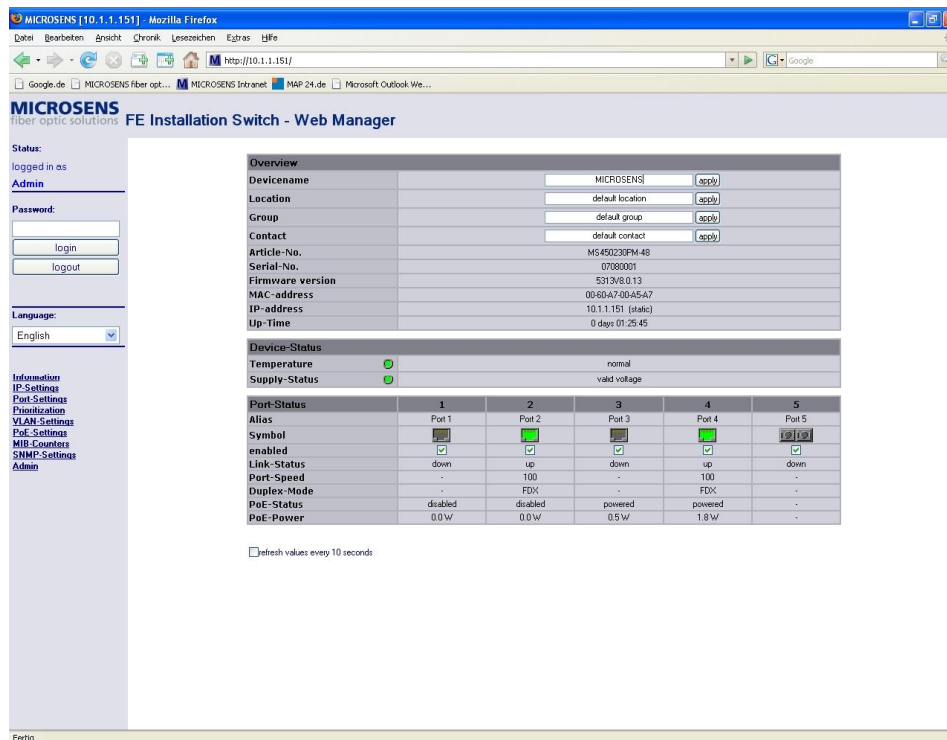 MICROSENS [10.1.1.151] - Mozilla Firefox
Datei Bearbeiten Ansicht Chronik Lesezeichen Extras Hilfe
http://10.1.1.151/
Google
Google.de MICROSENS fiber opt... MICROSENS Intranet MAP 24.de Microsoft Outlook We...
MICROSENS
fiber optic solutions
FE Installation Switch - Web Manager
Status:
logged in as
Admin
Password:
login
logout
Language:
English
Information
IP-Settings
Port-Settings
Prioritization
VLAN-Settings
PoE-Settings
MIB-Counters
SNMP-Settings
Admin
Overview
Devicename MICROSENS apply
Location default location apply
Group default group apply
Contact default contact apply
Article-No. MS450230PM-48
Serial-No. 07080001
Firmware version 5313V8.0.13
MAC-address 00-60-A7-00-A5-A7
IP-address 10.1.1.151 (static)
Up-Time 0 days 01:25:45
Device-Status
Temperature normal
Supply-Status valid voltage
Port-Status 1 2 3 4 5
Alias Port 1 Port 2 Port 3 Port 4 Port 5
Symbol
enabled
Link-Status down up down up down
Port-Speed - 100 - 100 -
Duplex-Mode - FDX - FDX -
PoE-Status disabled disabled powered powered -
PoE-Power 0.0 W 0.0 W 0.5 W 1.8 W -
refresh values every 10 seconds
Fertig